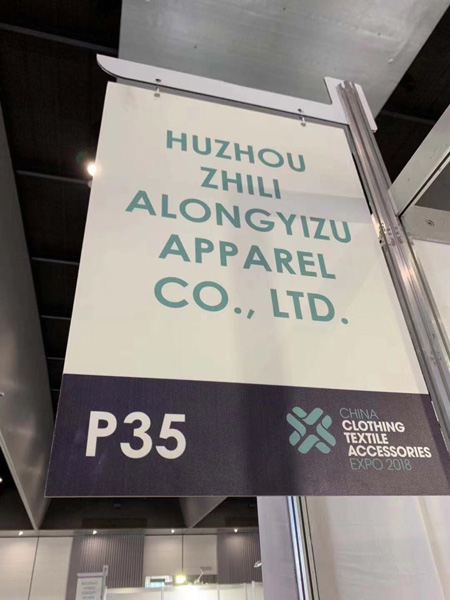 HUZHOU
ZHILI
ALONGYIZU
APPAREL
CO., LTD.
P35
CHINA
CLOTHING
TEXTILE
ACCESSORIES
EXPO 2018